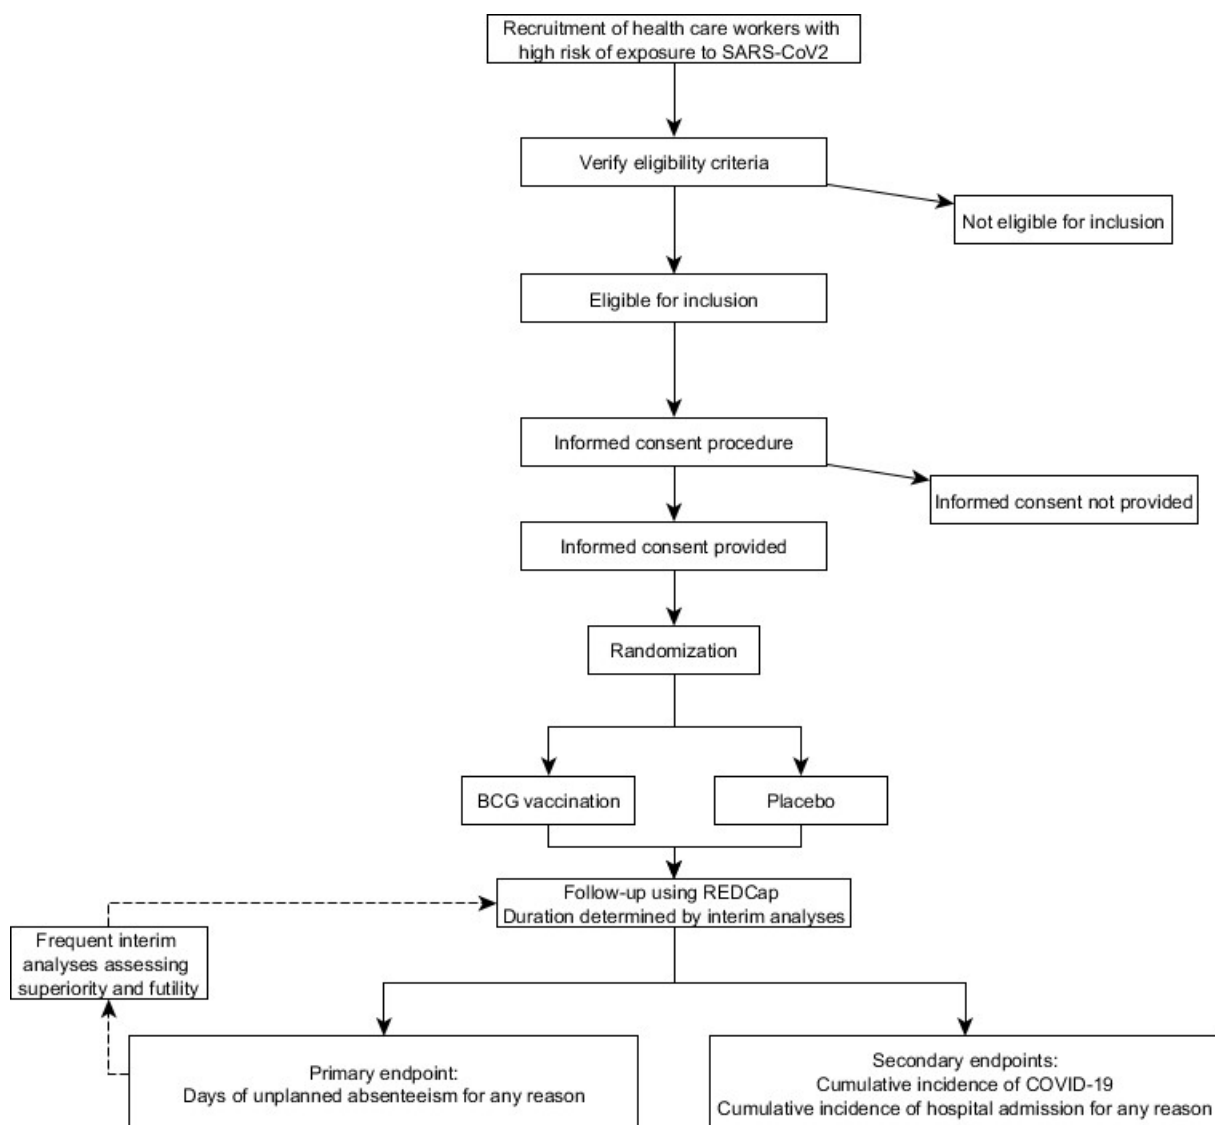 Recruitment of health care workers with
high risk of exposure to SARS-CoV2
Verify eligibility criteria
Not eligible for inclusion
Eligible for inclusion
Informed consent procedure
Informed consent not provided
Informed consent provided
Randomization
BCG vaccination
Placebo
Follow-up using REDCap
Duration determined by interim analyses
Frequent interim
analyses assessing
superiority and futility
Primary endpoint:
Days of unplanned absenteeism for any reason
Secondary endpoints:
Cumulative incidence of COVID-19
Cumulative incidence of hospital admission for any reason